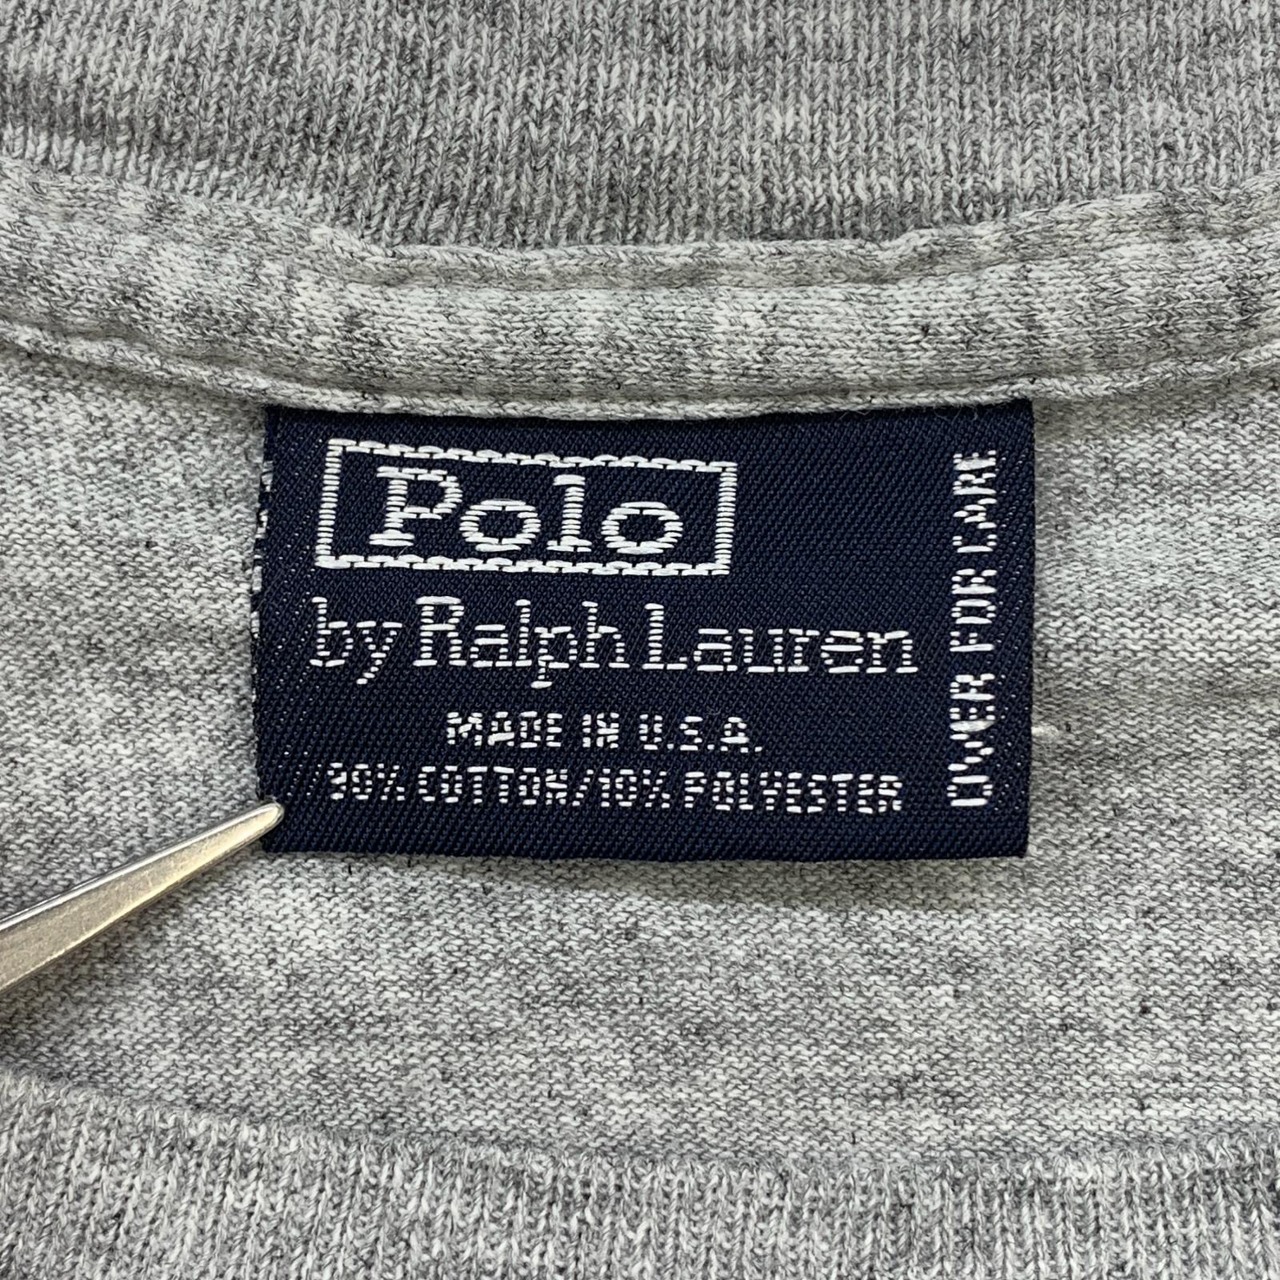 Polo
by Ralph Lauren
MADE IN U.S.A.
90% COTTON/10% POLYESTER
OVER FOR CARE